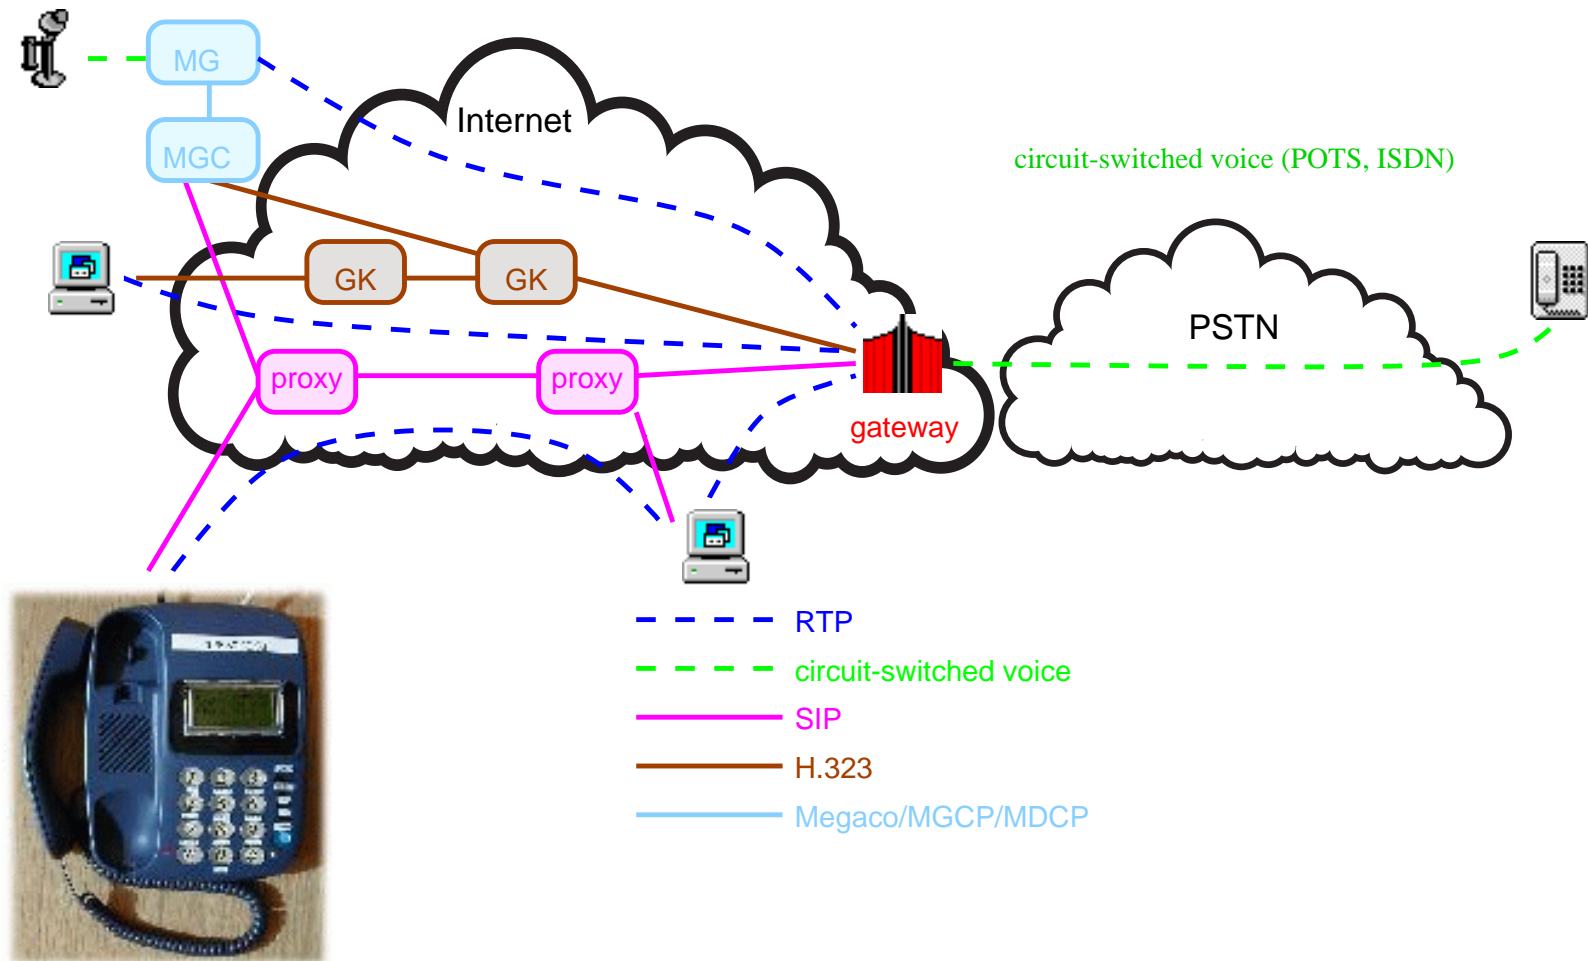 MG
Internet
MGC
circuit-switched voice (POTS, ISDN)
GK
GK
PSTN
proxy
proxy
gateway
RTP
circuit-switched voice
SIP
H.323
Megaco/MGCP/MDCP